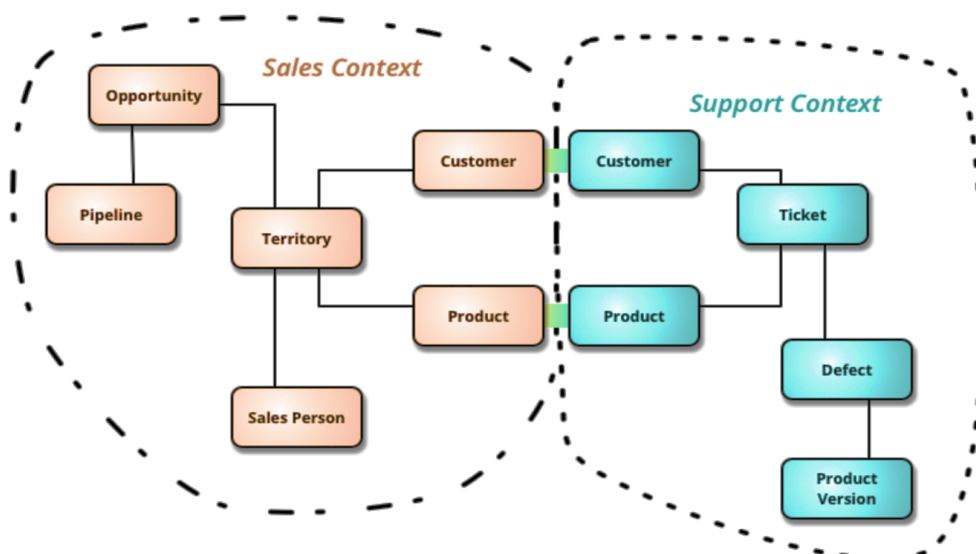 Sales Context
Opportunity
Support Context
Customer
Customer
Pipeline
Ticket
Territory
Product
Product
Defect
Sales Person
Product
Version